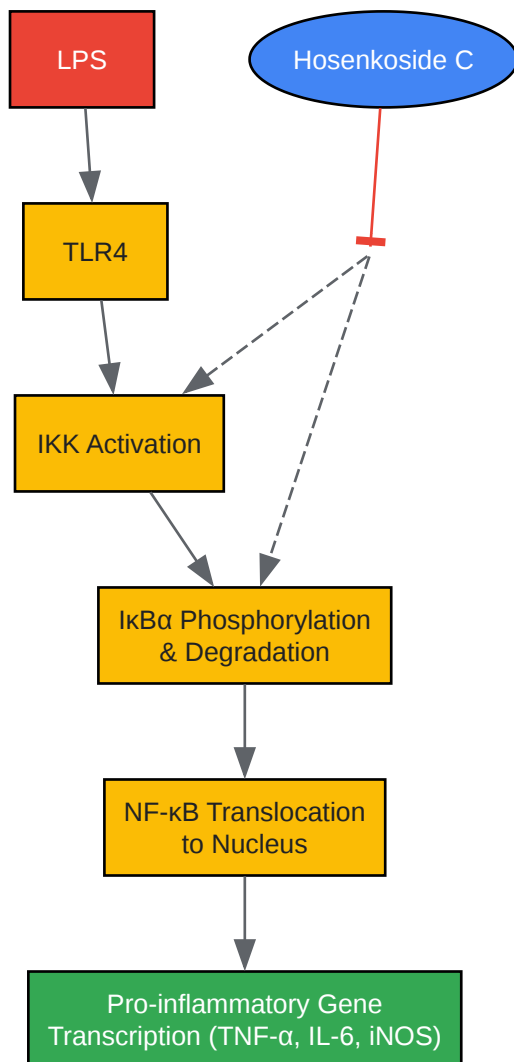 LPS
Hosenkoside C
TLR4
IKK Activation
IκBα Phosphorylation
& Degradation
NF-κB Translocation
to Nucleus
Pro-inflammatory Gene
Transcription (TNF-α, IL-6, iNOS)